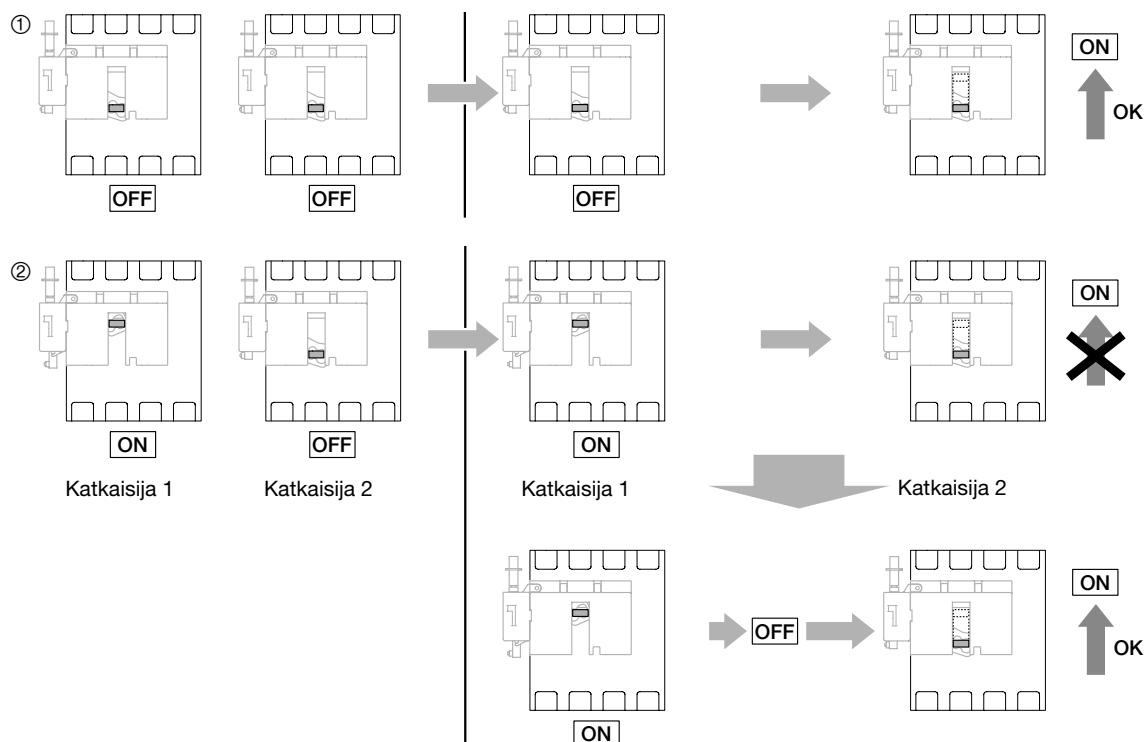 ①
ON
OK
OFF
OFF
OFF
②
ON
ON
OFF
ON
Katkaisija 1
Katkaisija 2
Katkaisija 1
Katkaisija 2
ON
OFF
OK
ON